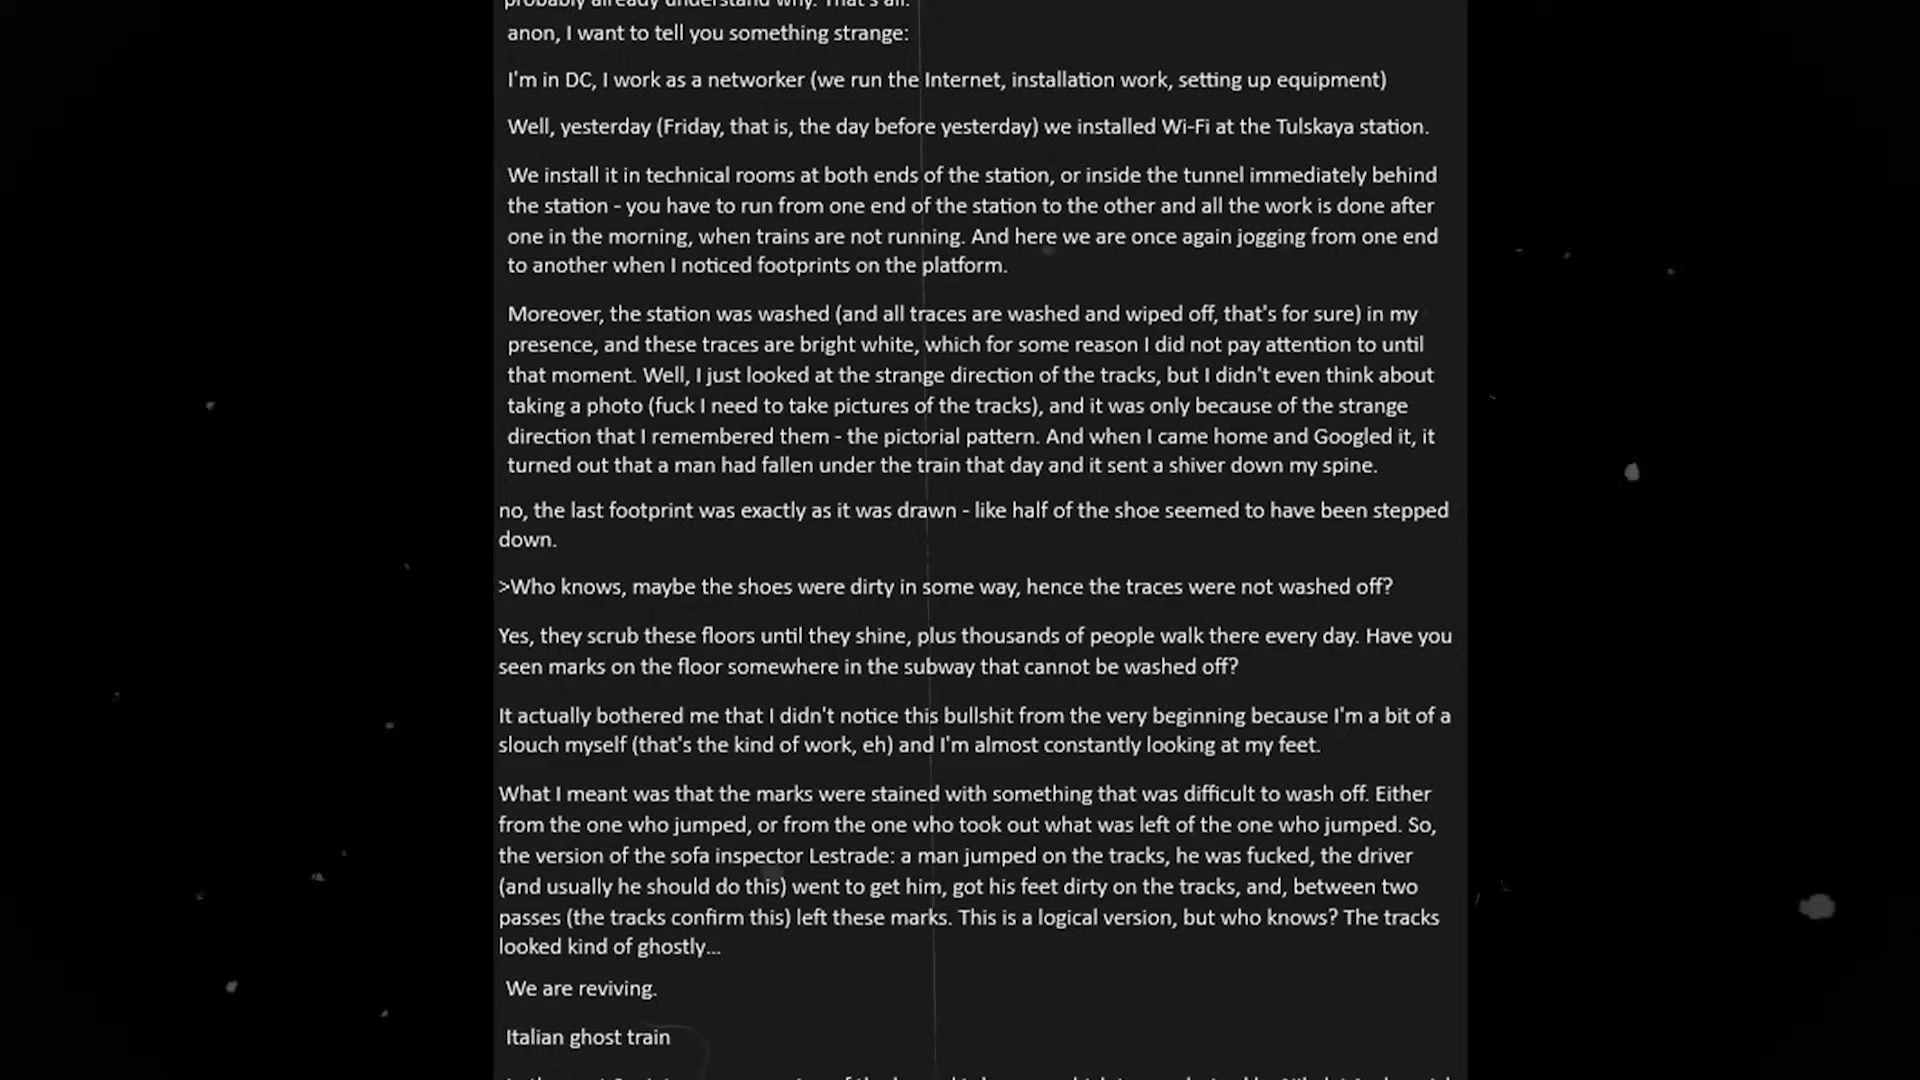 probably already understand why. That's all.
anon, I want to tell you something strange:
I'm in DC, I work as a networker (we run the Internet, installation work, setting up equipment)
Well, yesterday (Friday, that is, the day before yesterday) we installed Wi-Fi at the Tulskaya station.
We install it in technical rooms at both ends of the station, or inside the tunnel immediately behind
the station - you have to run from one end of the station to the other and all the work is done after
one in the morning, when trains are not running. And here we are once again jogging from one end
to another when I noticed footprints on the platform.
Moreover, the station was washed (and all traces are washed and wiped off, that's for sure) in my
presence, and these traces are bright white, which for some reason I did not pay attention to until
that moment. Well, I just looked at the strange direction of the tracks, but I didn't even think about
taking a photo (fuck I need to take pictures of the tracks), and it was only because of the strange
direction that I remembered them - the pictorial pattern. And when I came home and Googled it, it
turned out that a man had fallen under the train that day and it sent a shiver down my spine.
no, the last footprint was exactly as it was drawn - like half of the shoe seemed to have been stepped
down.
>Who knows, maybe the shoes were dirty in some way, hence the traces were not washed off?
Yes, they scrub these floors until they shine, plus thousands of people walk there every day. Have you
seen marks on the floor somewhere in the subway that cannot be washed off?
It actually bothered me that I didn't notice this bullshit from the very beginning because I'm a bit of a
slouch myself (that's the kind of work, eh) and I'm almost constantly looking at my feet.
What I meant was that the marks were stained with something that was difficult to wash off. Either
from the one who jumped, or from the one who took out what was left of the one who jumped. So,
the version of the sofa inspector Lestrade: a man jumped on the tracks, he was fucked, the driver
(and usually he should do this) went to get him, got his feet dirty on the tracks, and, between two
passes (the tracks confirm this) left these marks. This is a logical version, but who knows? The tracks
looked kind of ghostly...
We are reviving.
Italian ghost train